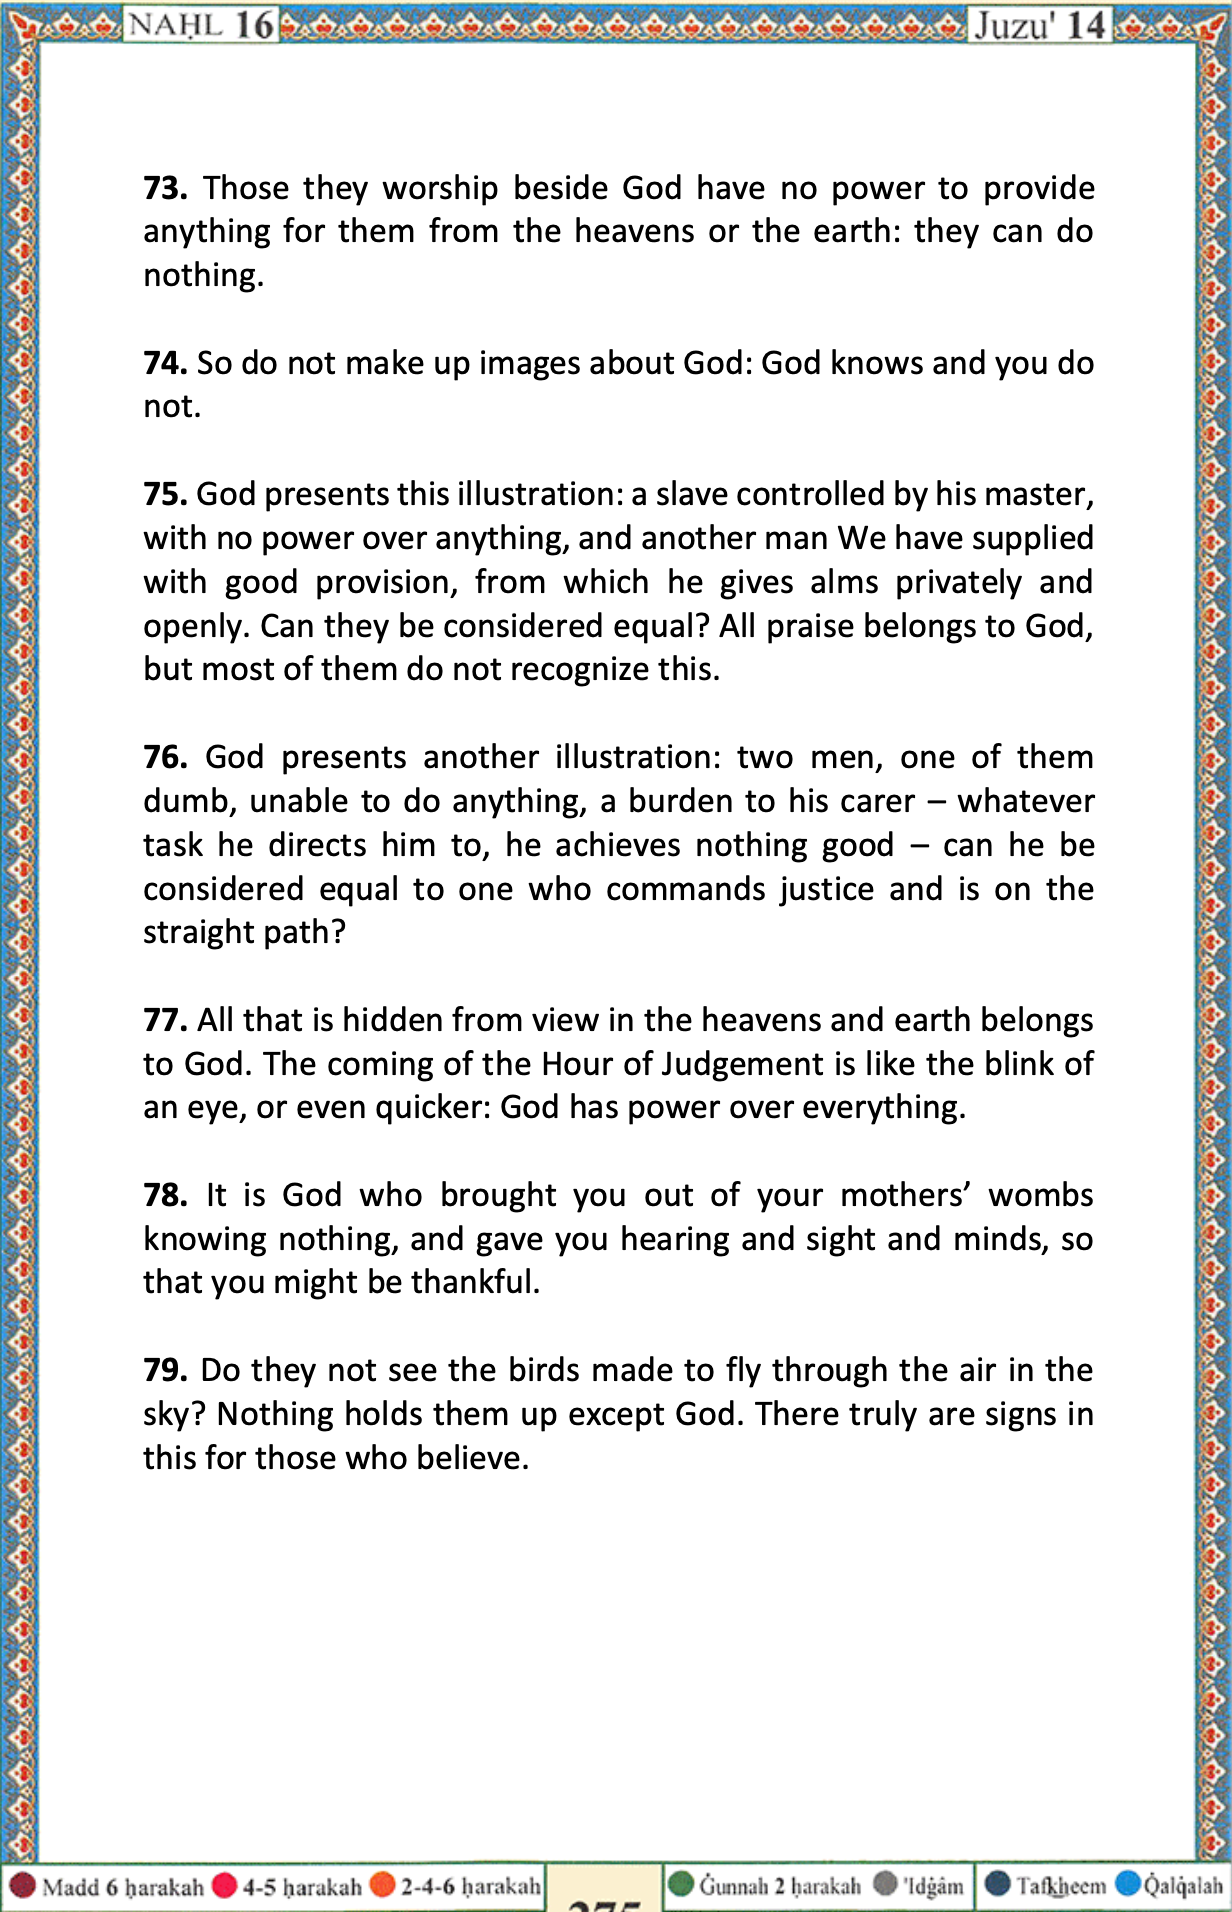 NAḤL 16
Juzu' 14
73. Those they worship beside God have no power to provide
anything for them from the heavens or the earth: they can do
nothing.
74. So do not make up images about God: God knows and you do
not.
75. God presents this illustration: a slave controlled by his master,
with no power over anything, and another man We have supplied
with good provision, from which he gives alms privately and
openly. Can they be considered equal? All praise belongs to God,
but most of them do not recognize this.
76. God presents another illustration: two men, one of them
dumb, unable to do anything, a burden to his carer – whatever
task he directs him to, he achieves nothing good – can he be
considered equal to one who commands justice and is on the
straight path?
77. All that is hidden from view in the heavens and earth belongs
to God. The coming of the Hour of Judgement is like the blink of
an eye, or even quicker: God has power over everything.
78. It is God who brought you out of your mothers’ wombs
knowing nothing, and gave you hearing and sight and minds, so
that you might be thankful.
79. Do they not see the birds made to fly through the air in the
sky? Nothing holds them up except God. There truly are signs in
this for those who believe.
Madd 6 ḥarakah 4-5 ḥarakah 2-4-6 ḥarakah
275
Ġunnah 2 ḥarakah 'Idġâm
Tafk͟heem Q̇alq̇alah